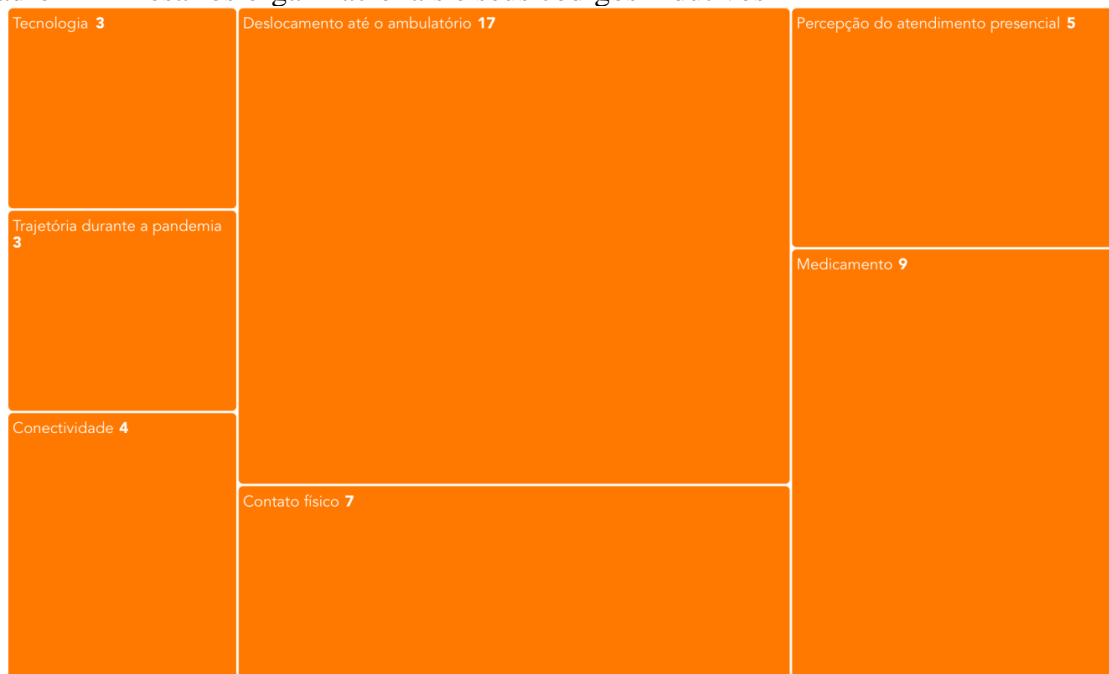 Tecnologia 3
Deslocamento até o ambulatório 17
Percepção do atendimento presencial 5
Trajetória durante a pandemia
3
Medicamento 9
Conectividade 4
Contato físico 7